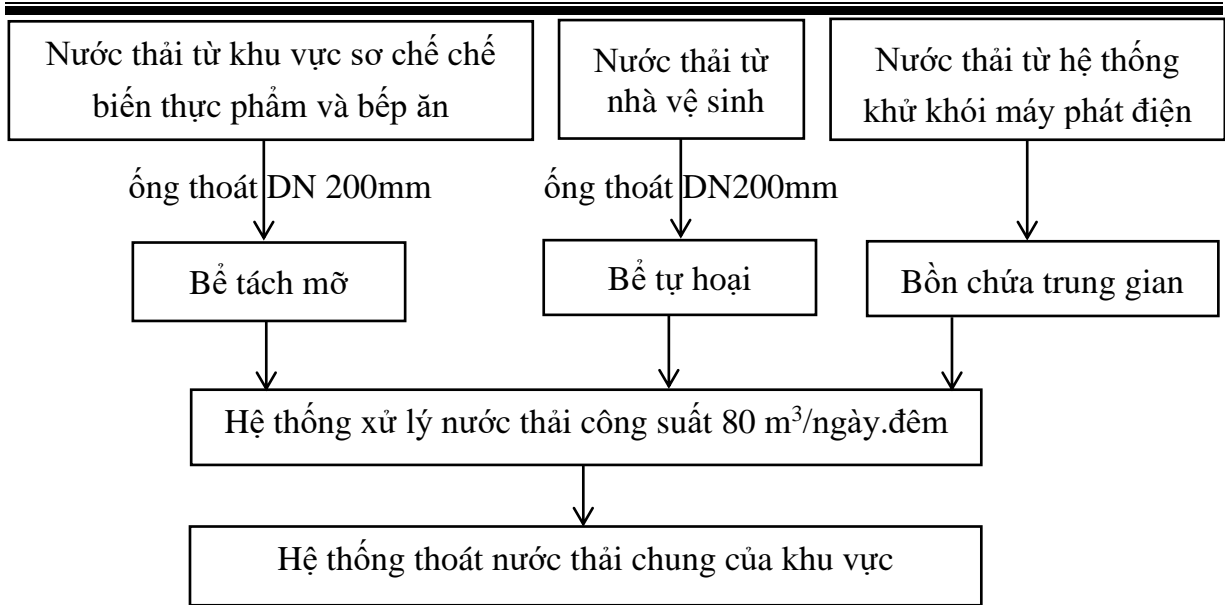 Nước thải từ khu vực sơ chế chế
biến thực phẩm và bếp ăn
Nước thải từ
nhà vệ sinh
Nước thải từ hệ thống
khử khói máy phát điện
ống thoát DN 200mm
ống thoát DN200mm
Bể tách mỡ
Bể tự hoại
Bồn chứa trung gian
Hệ thống xử lý nước thải công suất 80 m³/ngày.đêm
Hệ thống thoát nước thải chung của khu vực